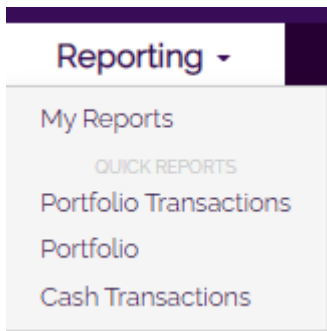 Reporting
My Reports
QUICK REPORTS
Portfolio Transactions
Portfolio
Cash Transactions